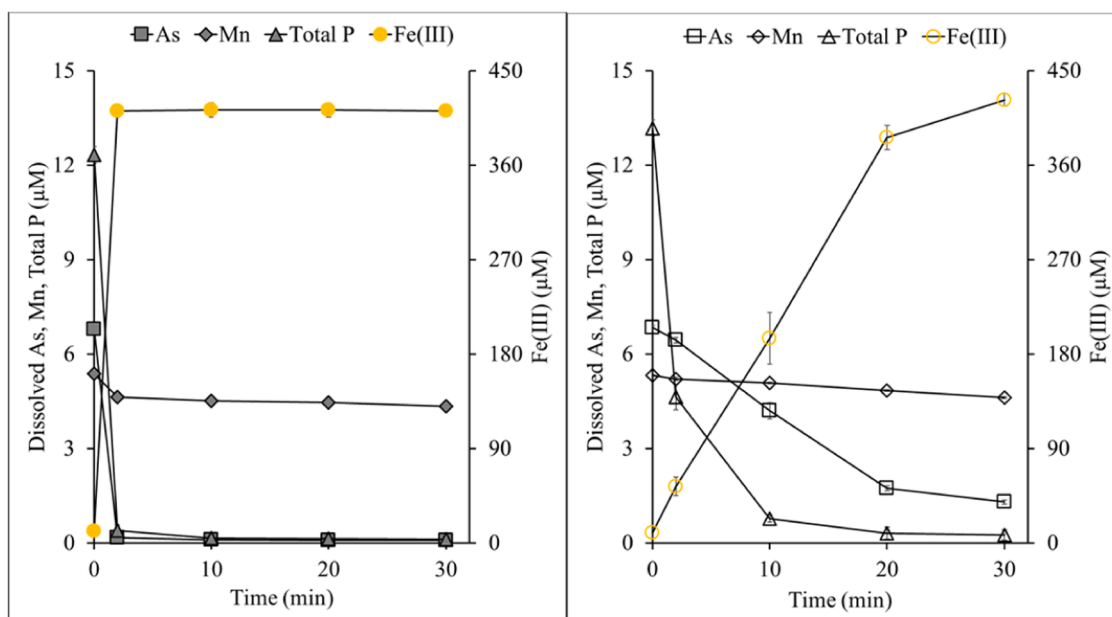 As Mn Total P Fe(III)
15 450
12 360
9 270
6 180
3 90
0 0
0 10 20 30
Time (min)
Dissolved As, Mn, Total P (µM)
Fe(III) (µM)
As Mn Total P Fe(III)
15 450
12 360
9 270
6 180
3 90
0 0
0 10 20 30
Time (min)
Dissolved As, Mn, Total P (µM)
Fe(III) (µM)